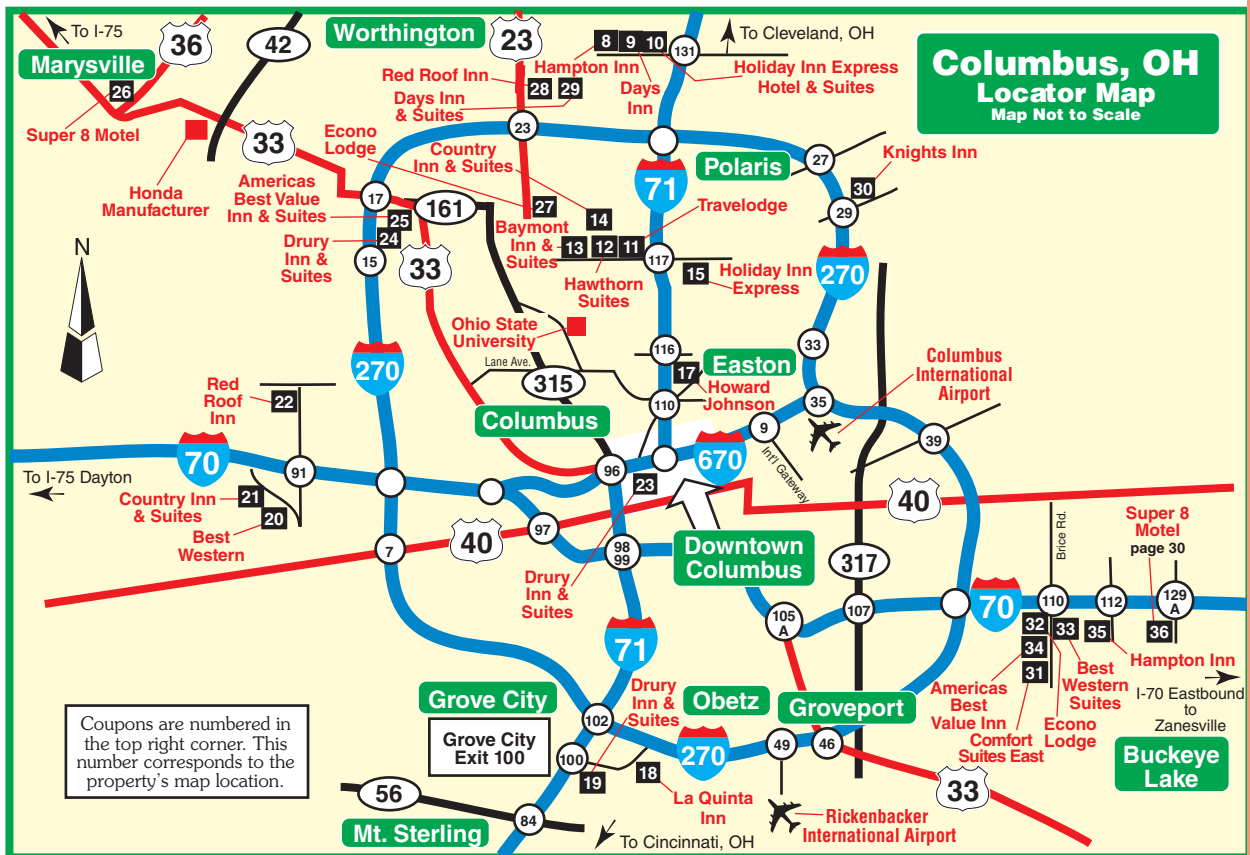 To I-75
36
42
Worthington
23
8 9 10
131
To Cleveland, OH
Columbus, OH
Locator Map
Map Not to Scale
Marysville
26
Super 8 Motel
Red Roof Inn
28 29
Days Inn
& Suites
Hampton Inn
Days
Inn
Holiday Inn Express
Hotel & Suites
33
Honda
Manufacturer
Econo
Lodge
23
Country
Inn & Suites
Polaris
27
Knights Inn
30
29
71
Americas
Best Value
Inn & Suites
17
25
161
24
Drury
Inn &
Suites
15
33
27
14
Travelodge
Baymont
Inn &
Suites
13 12 11
117
Hawthorn
Suites
15
Holiday Inn
Express
270
N
Ohio State
University
Lane Ave.
116
17
Easton
Howard
Johnson
110
33
Columbus
International
Airport
270
315
Columbus
Red
Roof
Inn
22
35
9
39
Int'l Gateway
670
70
To I-75 Dayton
91
96
23
Country Inn
& Suites
21
20
Best
Western
40
7
40
97
98
99
Drury
Inn &
Suites
Downtown
Columbus
317
Brice Rd.
Super 8
Motel
page 30
105
A
107
70
110
112
129
A
32
33
35
36
34
31
Hampton Inn
Best
Western
Suites
Americas
Best
Value Inn
Econo
Lodge
Comfort
Suites East
I-70 Eastbound
to
Zanesville
Buckeye
Lake
71
Grove City
Grove City
Exit 100
102
100
Drury
Inn &
Suites
19
18
La Quinta
Inn
Obetz
Groveport
270
49
46
33
Rickenbacker
International Airport
Coupons are numbered in
the top right corner. This
number corresponds to the
property's map location.
56
84
Mt. Sterling
To Cincinnati, OH